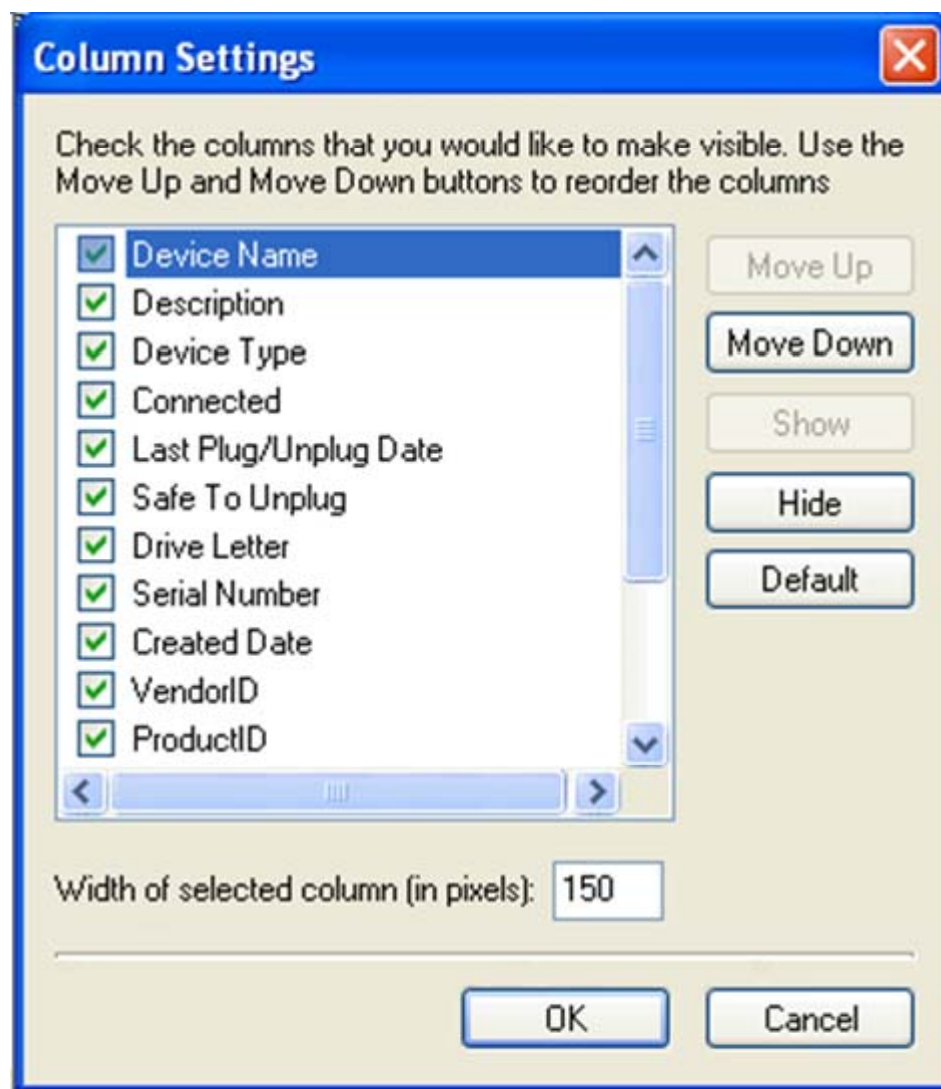 Column Settings
Check the columns that you would like to make visible. Use the
Move Up and Move Down buttons to reorder the columns
Device Name
Description
Device Type
Connected
Last Plug/Unplug Date
Safe To Unplug
Drive Letter
Serial Number
Created Date
VendorID
ProductID
Move Up
Move Down
Show
Hide
Default
Width of selected column (in pixels): 150
OK
Cancel